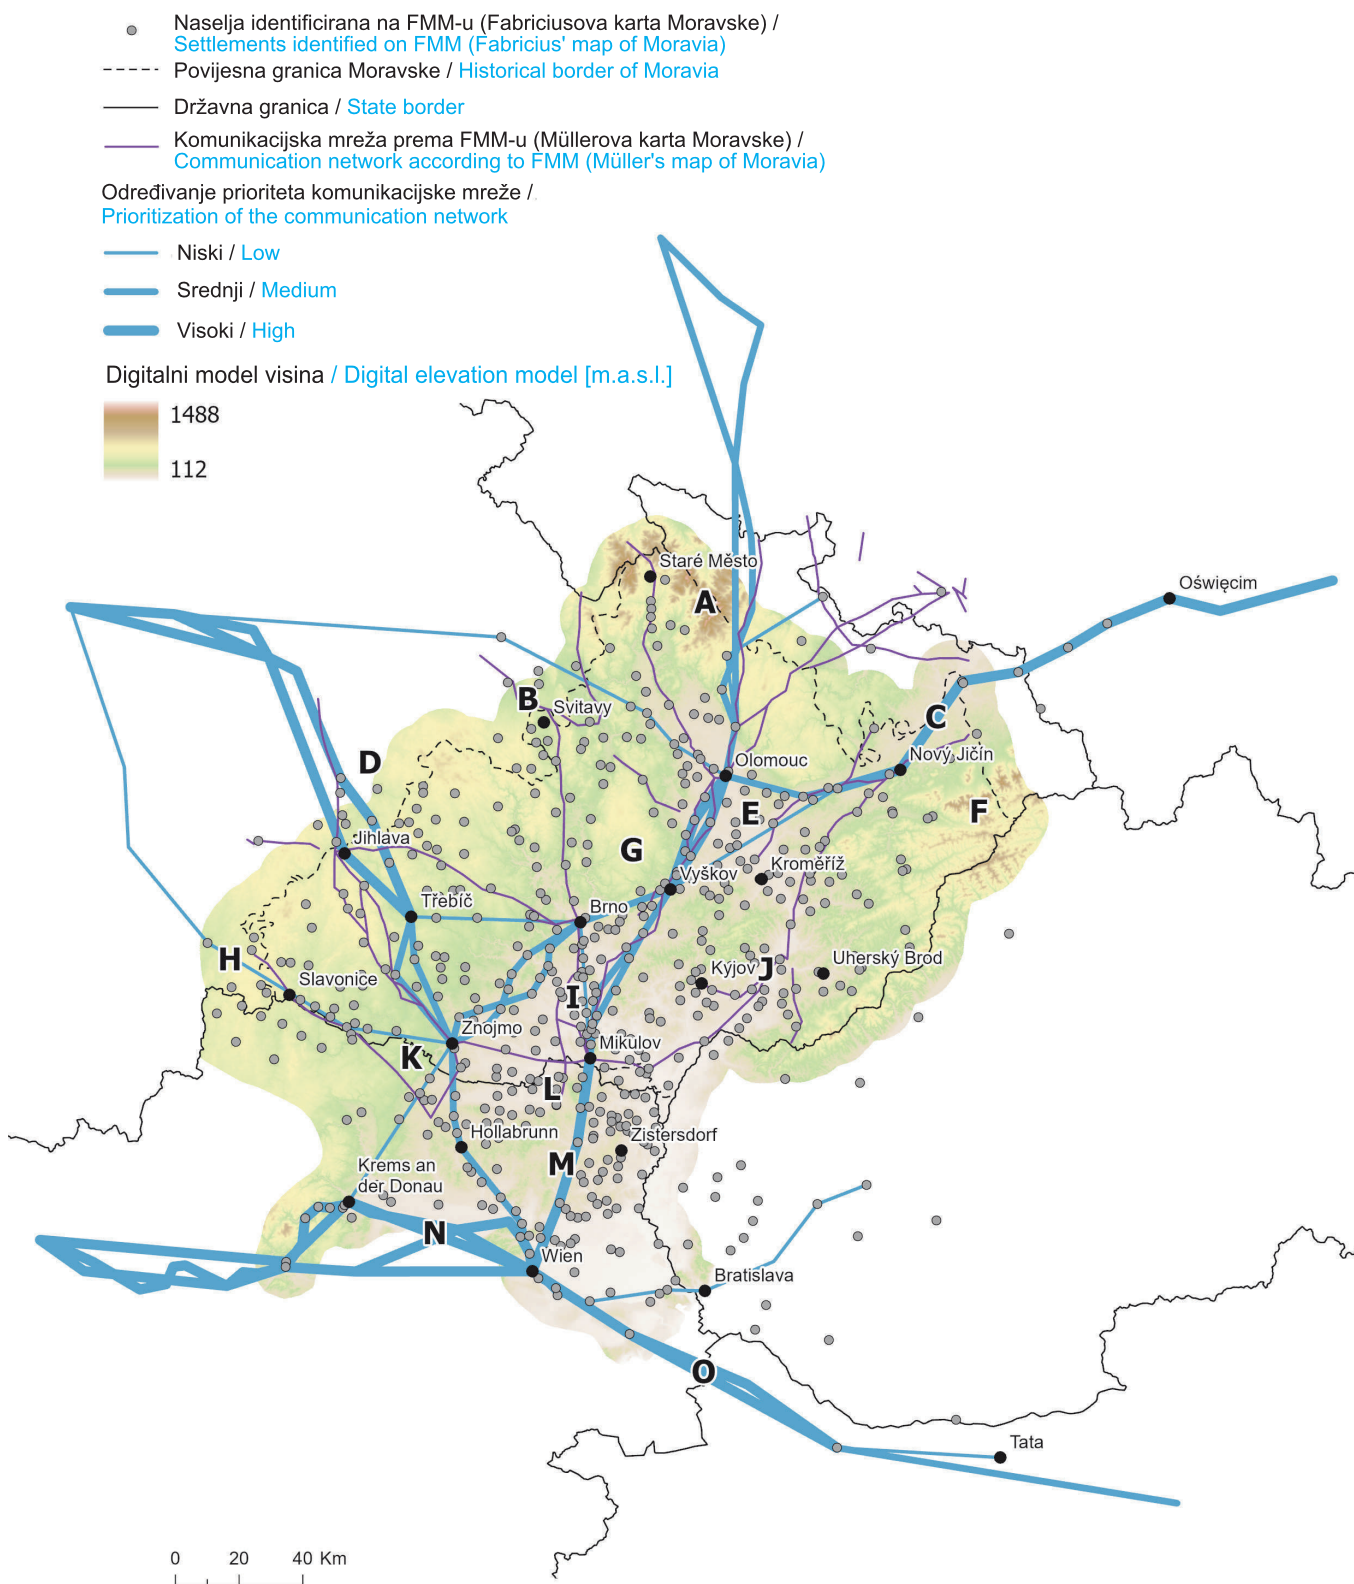 Naselja identificirana na FMM-u (Fabriciusova karta Moravske) /
Settlements identified on FMM (Fabricius' map of Moravia)
Povijesna granica Moravske / Historical border of Moravia
Državna granica / State border
Komunikacijska mreža prema FMM-u (Müllerova karta Moravske) /
Communication network according to FMM (Müller's map of Moravia)
Određivanje prioriteta komunikacijske mreže /
Prioritization of the communication network
Niski / Low
Srednji / Medium
Visoki / High
Digitalni model visina / Digital elevation model [m.a.s.l.]
1488
112
Staré Město
A
Oświęcim
B
Svitavy
C
D
Olomouc
Nový Jičín
E
F
Jihlava
G
Kroměříž
Vyškov
Třebíč
Brno
H
Slavonice
Kyjov
J
Uherský Brod
I
Znojmo
K
Mikulov
L
Hollabrunn
Zistersdorf
M
Krems an
der Donau
N
Wien
Bratislava
O
Tata
0 20 40 Km